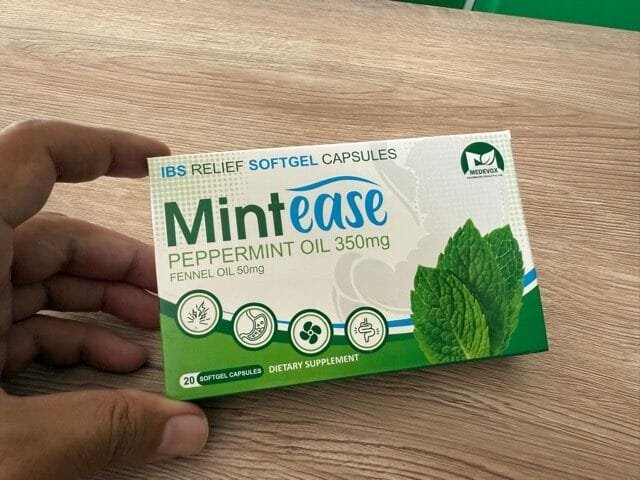 IBS RELIEF SOFTGEL CAPSULES
Mintease
PEPPERMINT OIL 350mg
FENNEL OIL 50mg
MEDEVOX
20 SOFTGEL CAPSULES
DIETARY SUPPLEMENT